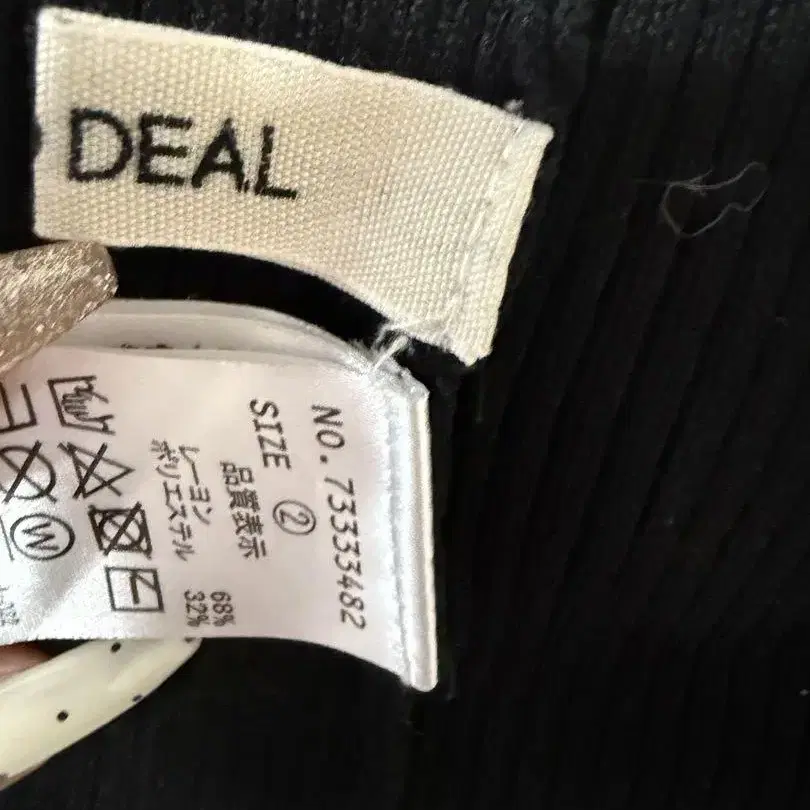 DEAL
NO. 73333482
SIZE ②
品質表示
レーヨン 68%
ポリエステル 32%
W